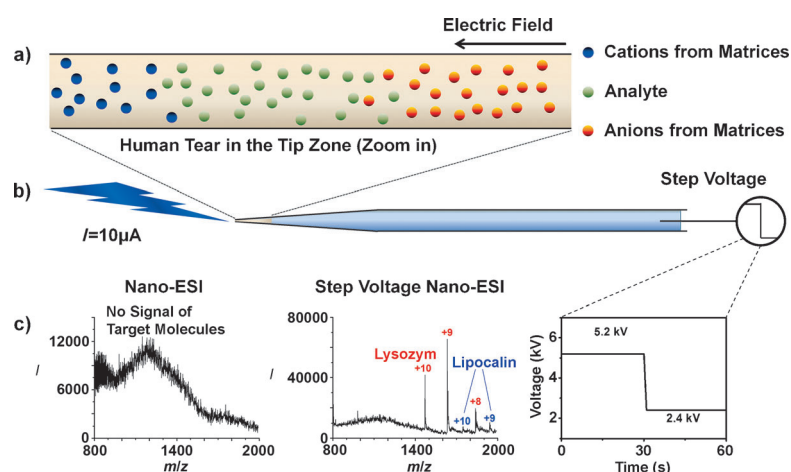 Electric Field
a)
Cations from Matrices
Analyte
Anions from Matrices
Human Tear in the Tip Zone (Zoom in)
b)
Step Voltage
I=10μA
Nano-ESI
Step Voltage Nano-ESI
c)
No Signal of
Target Molecules
12000
6000
0
I
800
1400
2000
m/z
80000
40000
0
I
Lysozym
+10
+9
+8
Lipocalin
+10
+9
800
1400
2000
m/z
Voltage (kV)
6
4
2
5.2 kV
2.4 kV
0
30
60
Time (s)